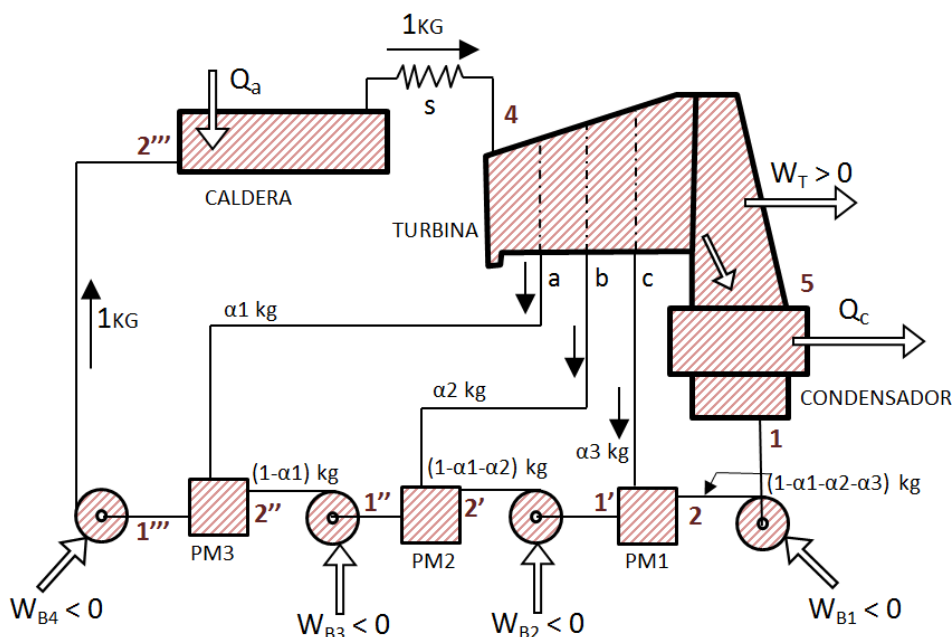 1KG
Qa
s
4
2'''
CALDERA
TURBINA
WT > 0
5
Qc
1KG
α1 kg
a
b
c
α2 kg
α3 kg
CONDENSADOR
1
(1-α1) kg
(1-α1-α2) kg
(1-α1-α2-α3) kg
1'''
PM3
2''
1''
PM2
2'
1'
PM1
2
WB4 < 0
WB3 < 0
WB2 < 0
WB1 < 0